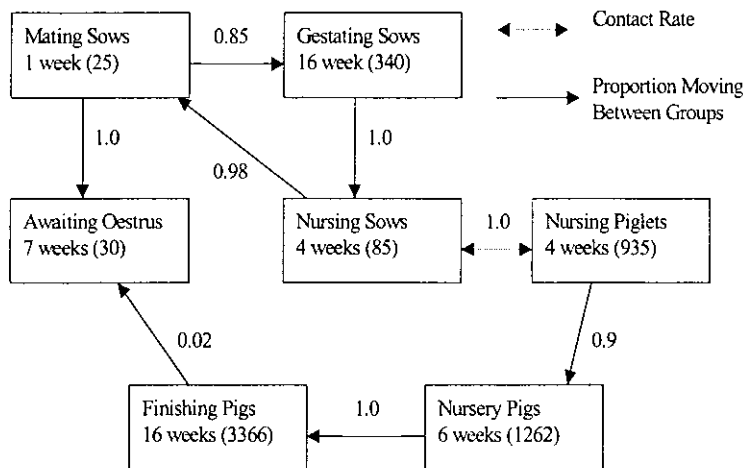 Mating Sows
1 week (25)
0.85
Gestating Sows
16 week (340)
Contact Rate
Proportion Moving
Between Groups
1.0
0.98
1.0
Awaiting Oestrus
7 weeks (30)
Nursing Sows
4 weeks (85)
1.0
Nursing Piglets
4 weeks (935)
0.02
0.9
Finishing Pigs
16 weeks (3366)
1.0
Nursery Pigs
6 weeks (1262)